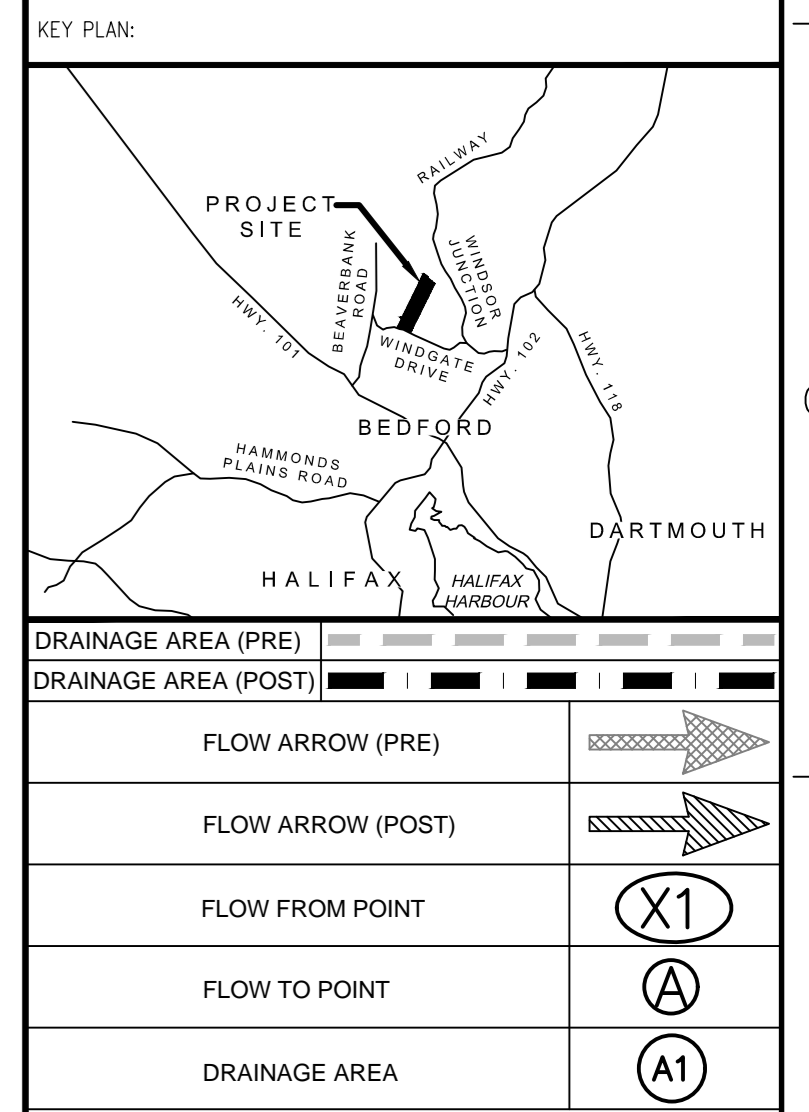 KEY PLAN:
RAILWAY
PROJECT
SITE
BEAVERBANK
ROAD
WINDSOR
JUNCTION
HWY. 101
WINDGATE
DRIVE
HWY. 102
HWY. 118
BEDFORD
HAMMONDS
PLAINS ROAD
DARTMOUTH
HALIFAX
HALIFAX
HARBOUR
DRAINAGE AREA (PRE)
DRAINAGE AREA (POST)
FLOW ARROW (PRE)
FLOW ARROW (POST)
FLOW FROM POINT
X1
FLOW TO POINT
A
DRAINAGE AREA
A1